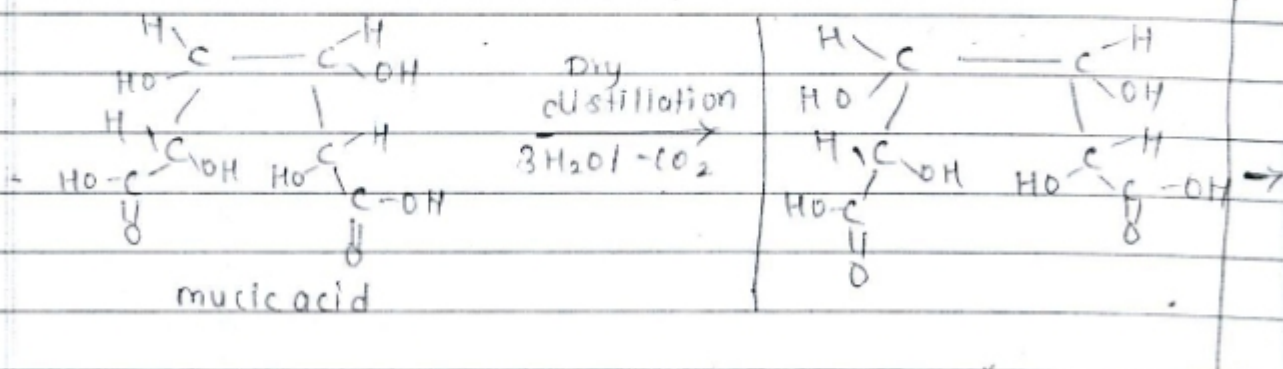 H H H H
C — C C — C
HO OH Dry HO OH
distillation
H C C H → H C C H
HO-C OH HO 3H2O/-CO2 HO-C OH HO C-OH →
O C-OH O
O O
mucic acid